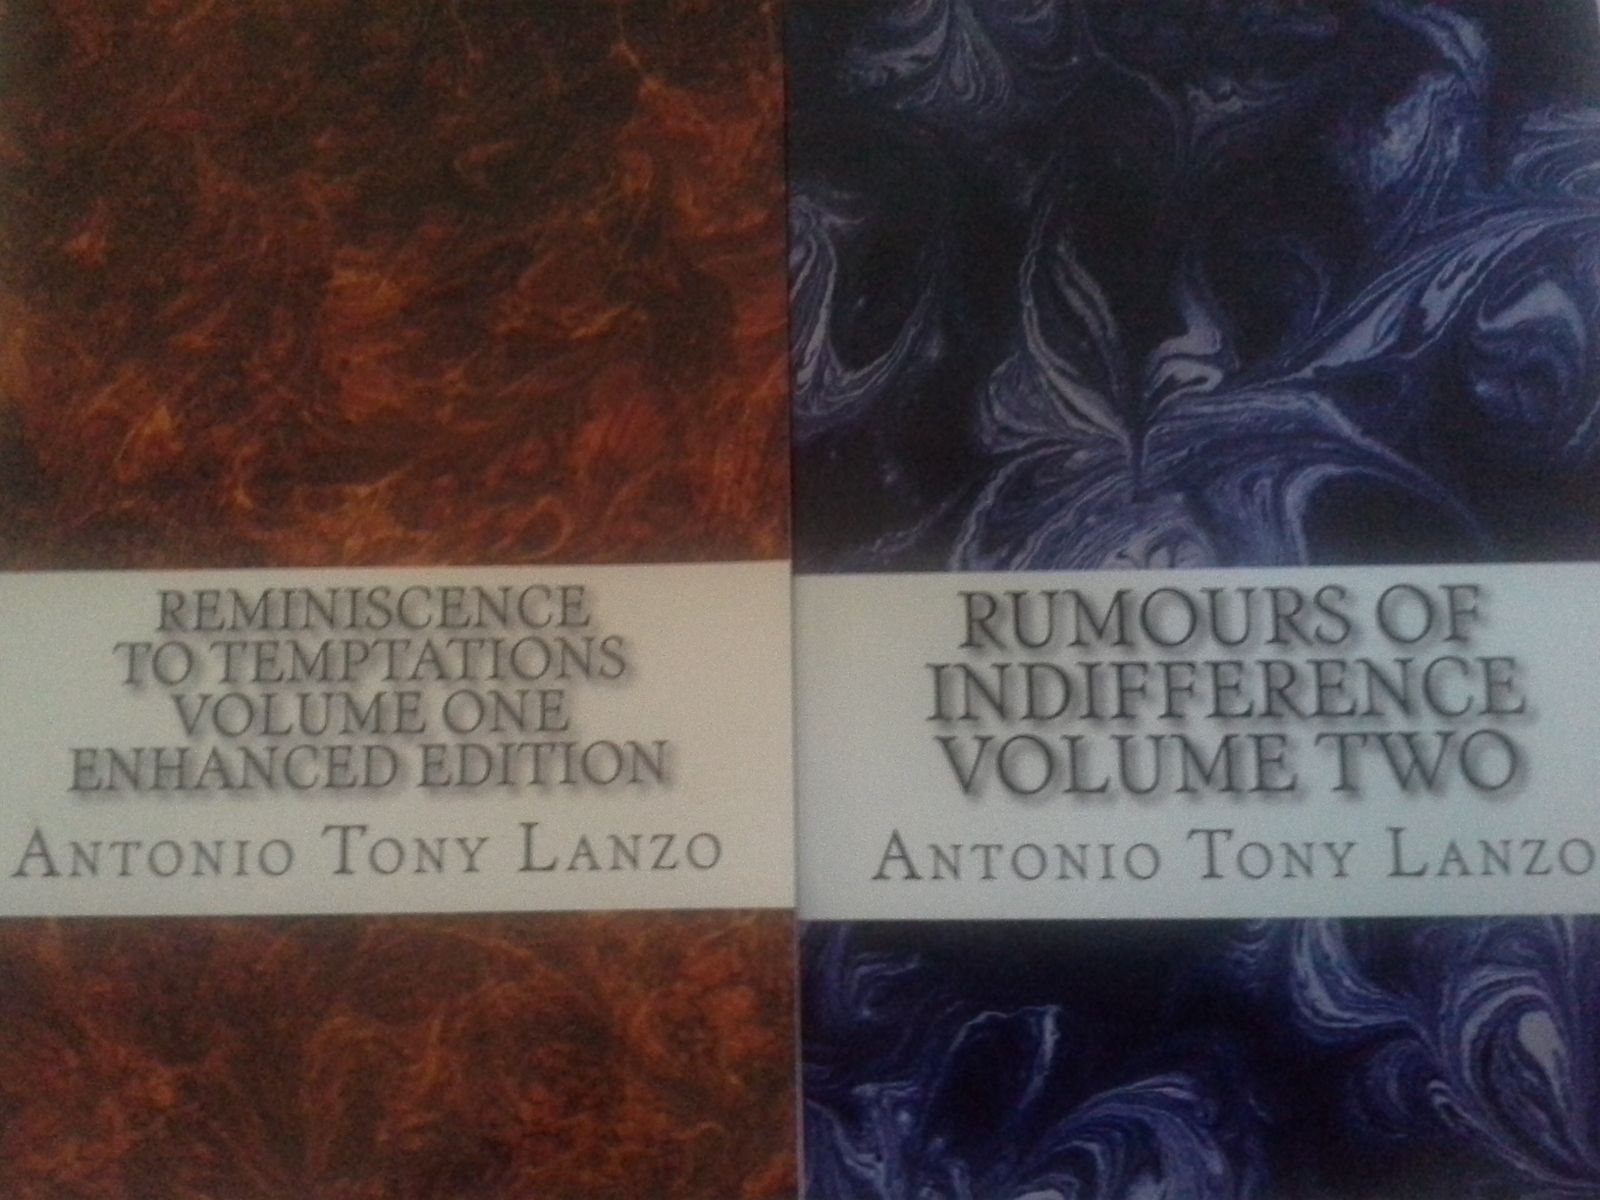 REMINISCENCE
TO TEMPTATIONS
VOLUME ONE
ENHANCED EDITION
ANTONIO TONY LANZO
RUMOURS OF
INDIFFERENCE
VOLUME TWO
ANTONIO TONY LANZO